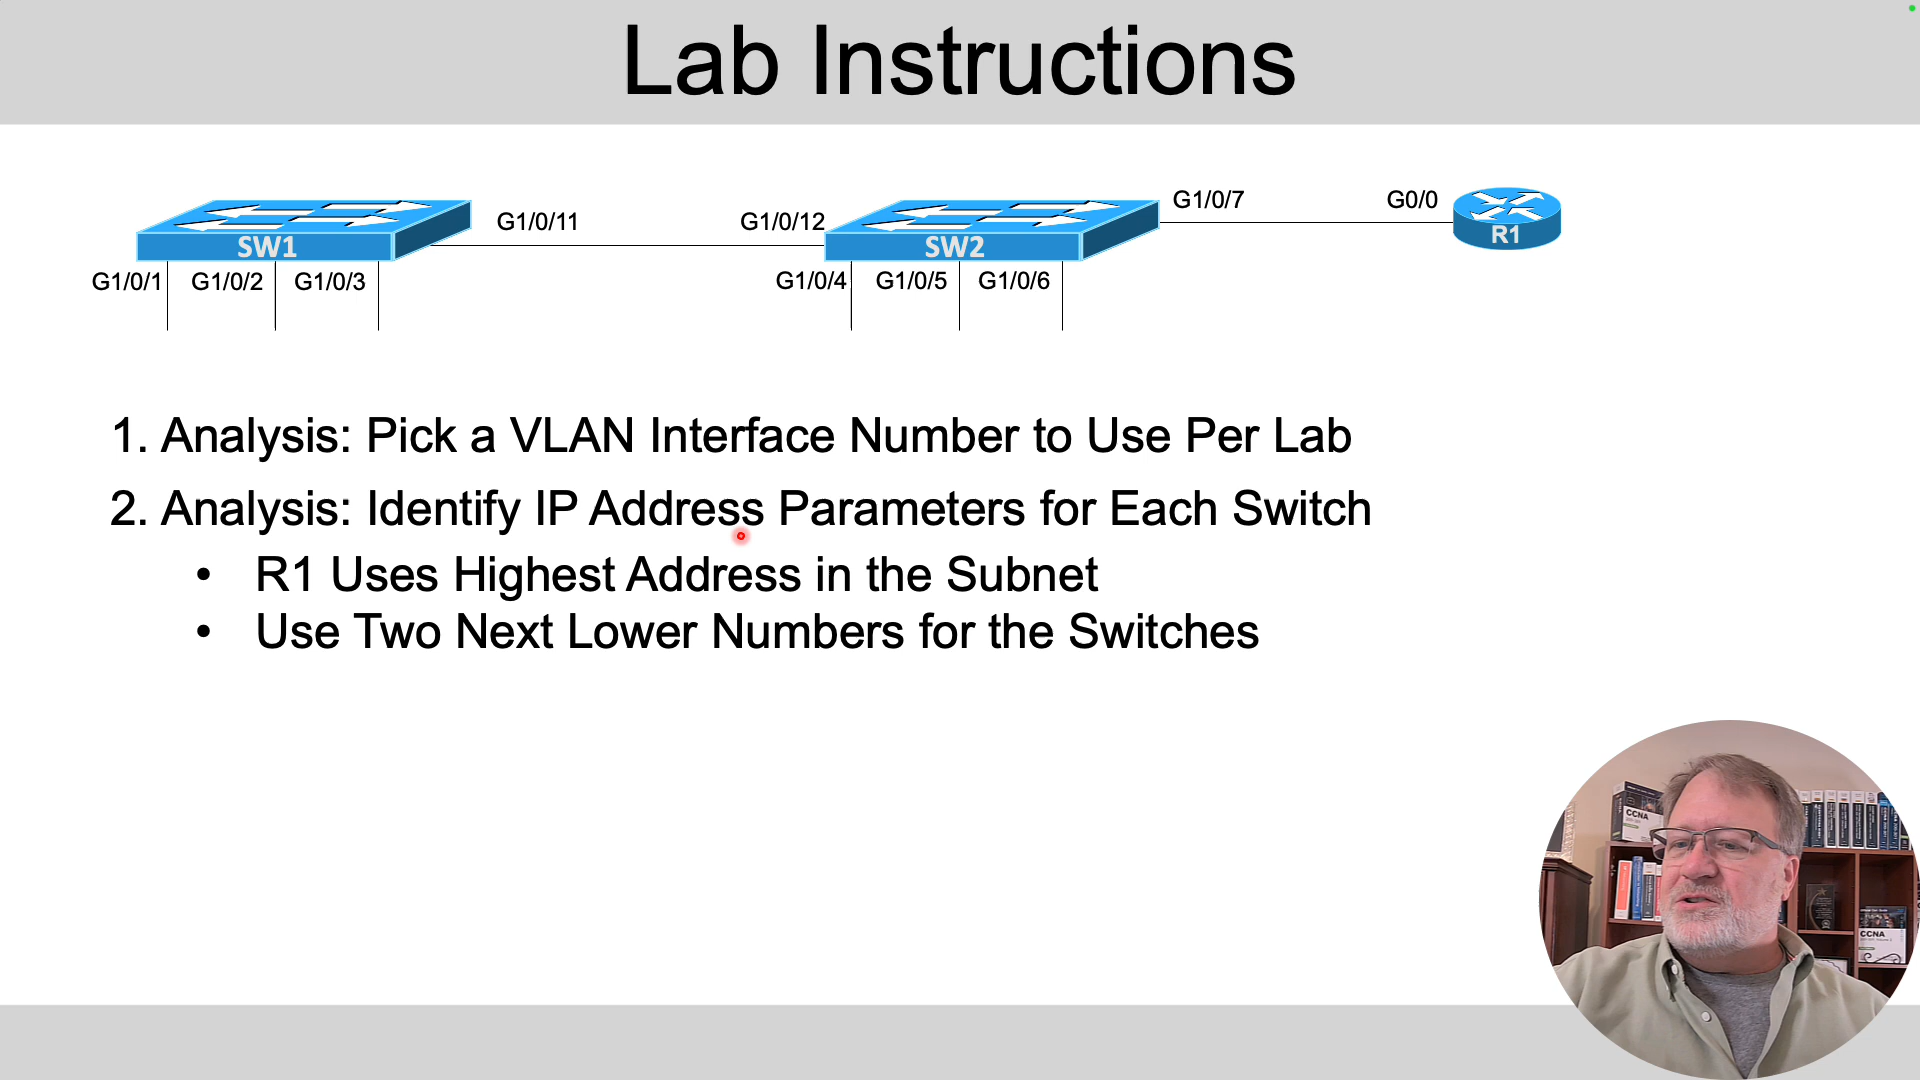 Lab Instructions
G1/0/7
G0/0
G1/0/11
G1/0/12
R1
SW1
SW2
G1/0/1
G1/0/2
G1/0/3
G1/0/4
G1/0/5
G1/0/6
1. Analysis: Pick a VLAN Interface Number to Use Per Lab
2. Analysis: Identify IP Address Parameters for Each Switch
• R1 Uses Highest Address in the Subnet
• Use Two Next Lower Numbers for the Switches
CCNA
CCNA